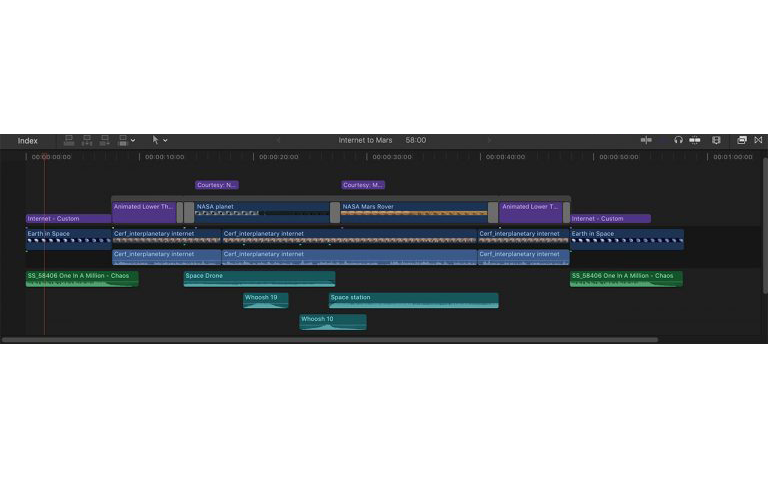 Index
Internet to Mars 58:00
00:00:00:00 00:00:10:00 00:00:20:00 00:00:30:00 00:00:40:00 00:00:50:00 00:01:00:00
Courtesy: N... Courtesy: M...
Animated Lower Th... NASA planet NASA Mars Rover Animated Lower T...
Internet - Custom Internet - Custom
Earth in Space Cerf_interplanetary internet Cerf_interplanetary internet Cerf_interplanetary internet Earth in Space
Cerf_interplanetary internet Cerf_interplanetary internet Cerf_interplanetary internet
SS_58406 One In A Million - Chaos Space Drone SS_58406 One In A Million - Chaos
Whoosh 19 Space station
Whoosh 10